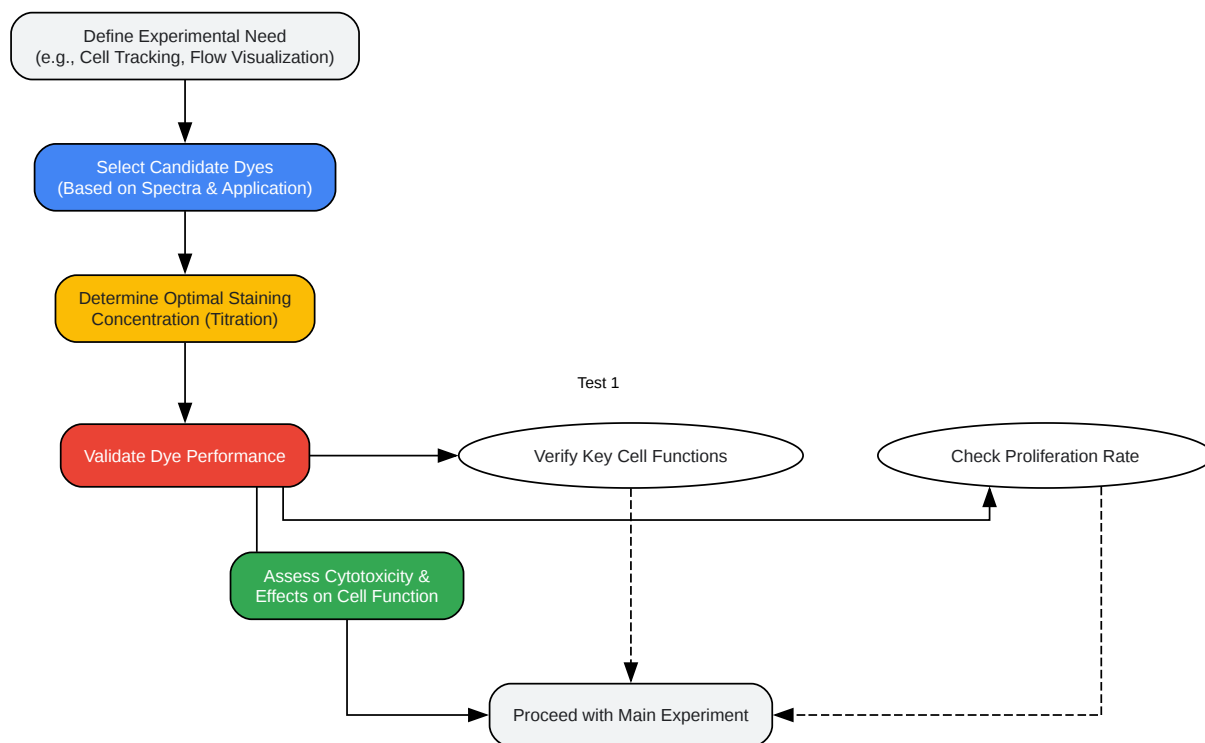 Define Experimental Need
(e.g., Cell Tracking, Flow Visualization)
Select Candidate Dyes
(Based on Spectra & Application)
Determine Optimal Staining
Concentration (Titration)
Test 1
Validate Dye Performance
Verify Key Cell Functions
Check Proliferation Rate
Assess Cytotoxicity &
Effects on Cell Function
Proceed with Main Experiment